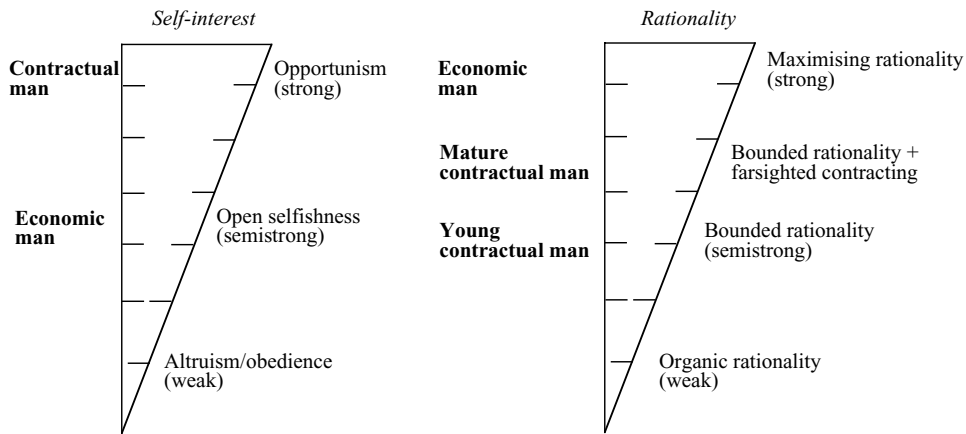 Self-interest
Contractual
man
Opportunism
(strong)
Economic
man
Open selfishness
(semistrong)
Altruism/obedience
(weak)
Rationality
Economic
man
Maximising rationality
(strong)
Mature
contractual man
Bounded rationality +
farsighted contracting
Young
contractual man
Bounded rationality
(semistrong)
Organic rationality
(weak)